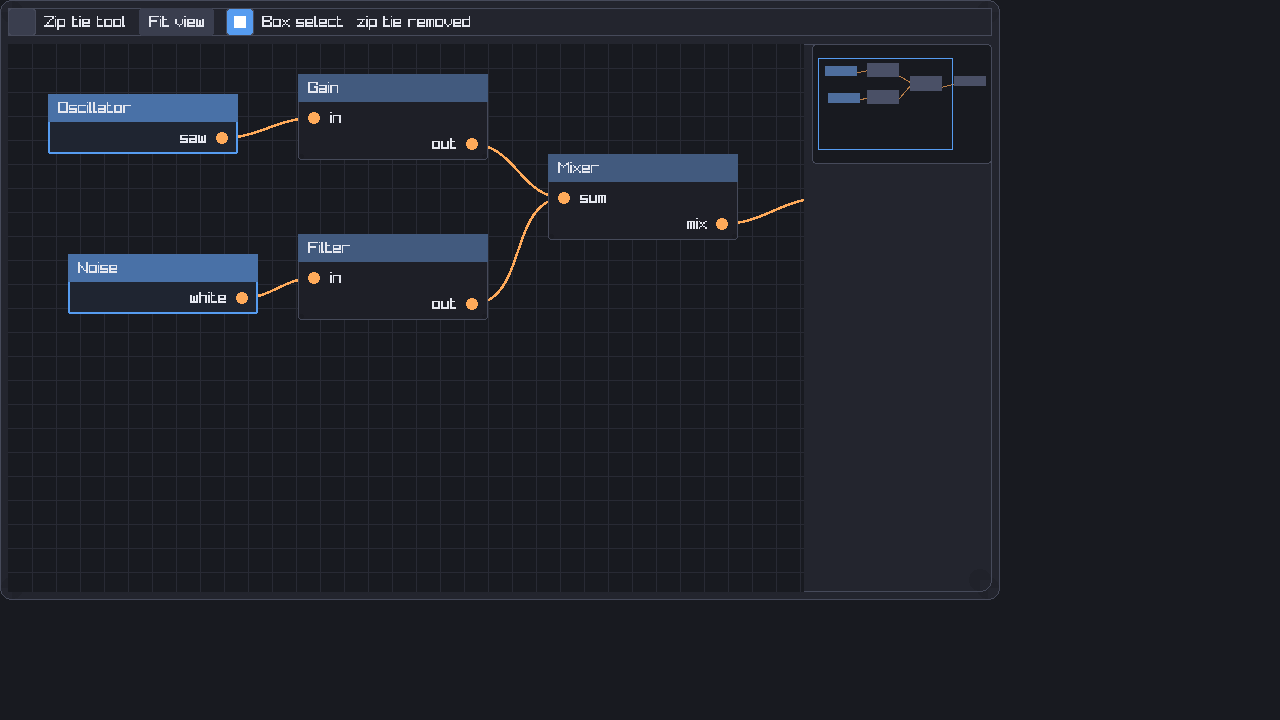 Zip tie tool Fit view Box select zip tie removed
Gain
Oscillator
in
saw
out
Mixer
sum
mix
Filter
Noise
in
white
out